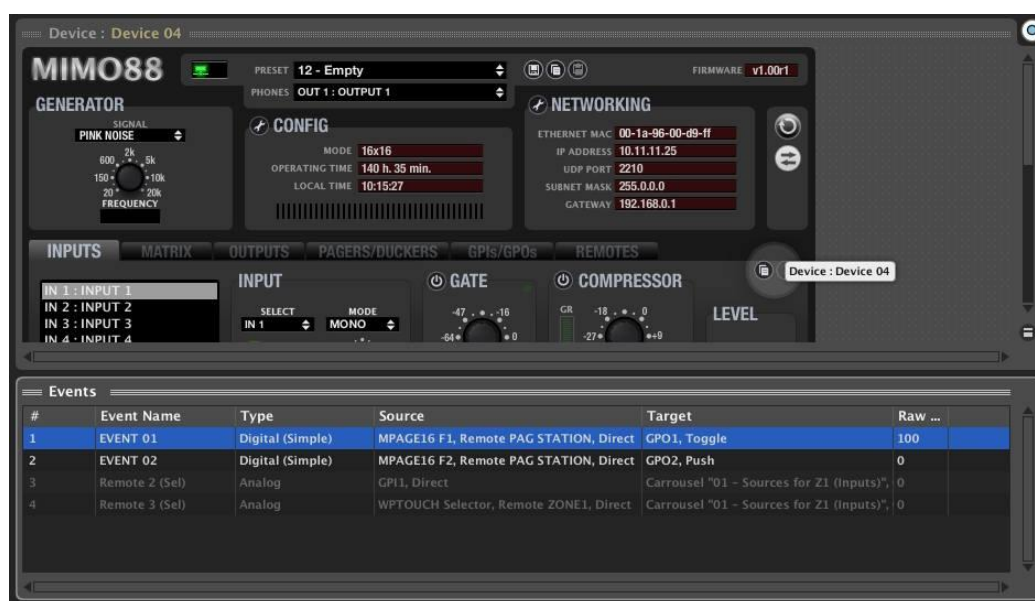 Device : Device 04
MIMO88
PRESET 12 - Empty
FIRMWARE v1.00r1
PHONES OUT 1 : OUTPUT 1
GENERATOR
SIGNAL
PINK NOISE
2k
600 5k
150 10k
20 20k
FREQUENCY
CONFIG
MODE 16x16
OPERATING TIME 140 h. 35 min.
LOCAL TIME 10:15:27
NETWORKING
ETHERNET MAC 00-1a-96-00-d9-ff
IP ADDRESS 10.11.11.25
UDP PORT 2210
SUBNET MASK 255.0.0.0
GATEWAY 192.168.0.1
INPUTS MATRIX OUTPUTS PAGERS/DUCKERS GPIs/GPOs REMOTES
Device : Device 04
IN 1 : INPUT 1
IN 2 : INPUT 2
IN 3 : INPUT 3
IN 4 : INPUT 4
INPUT
SELECT MODE
IN 1 MONO
GATE
-47 -16
-64 0
COMPRESSOR
GR -18 0
-27 +9
LEVEL
Events
# Event Name Type Source Target Raw ...
1 EVENT 01 Digital (Simple) MPAGE16 F1, Remote PAG STATION, Direct GPO1, Toggle 100
2 EVENT 02 Digital (Simple) MPAGE16 F2, Remote PAG STATION, Direct GPO2, Push 0
3 Remote 2 (Sel) Analog GPI1, Direct Carrousel "01 - Sources for Z1 (Inputs)", 0
4 Remote 3 (Sel) Analog WPTOUCH Selector, Remote ZONE1, Direct Carrousel "01 - Sources for Z1 (Inputs)", 0